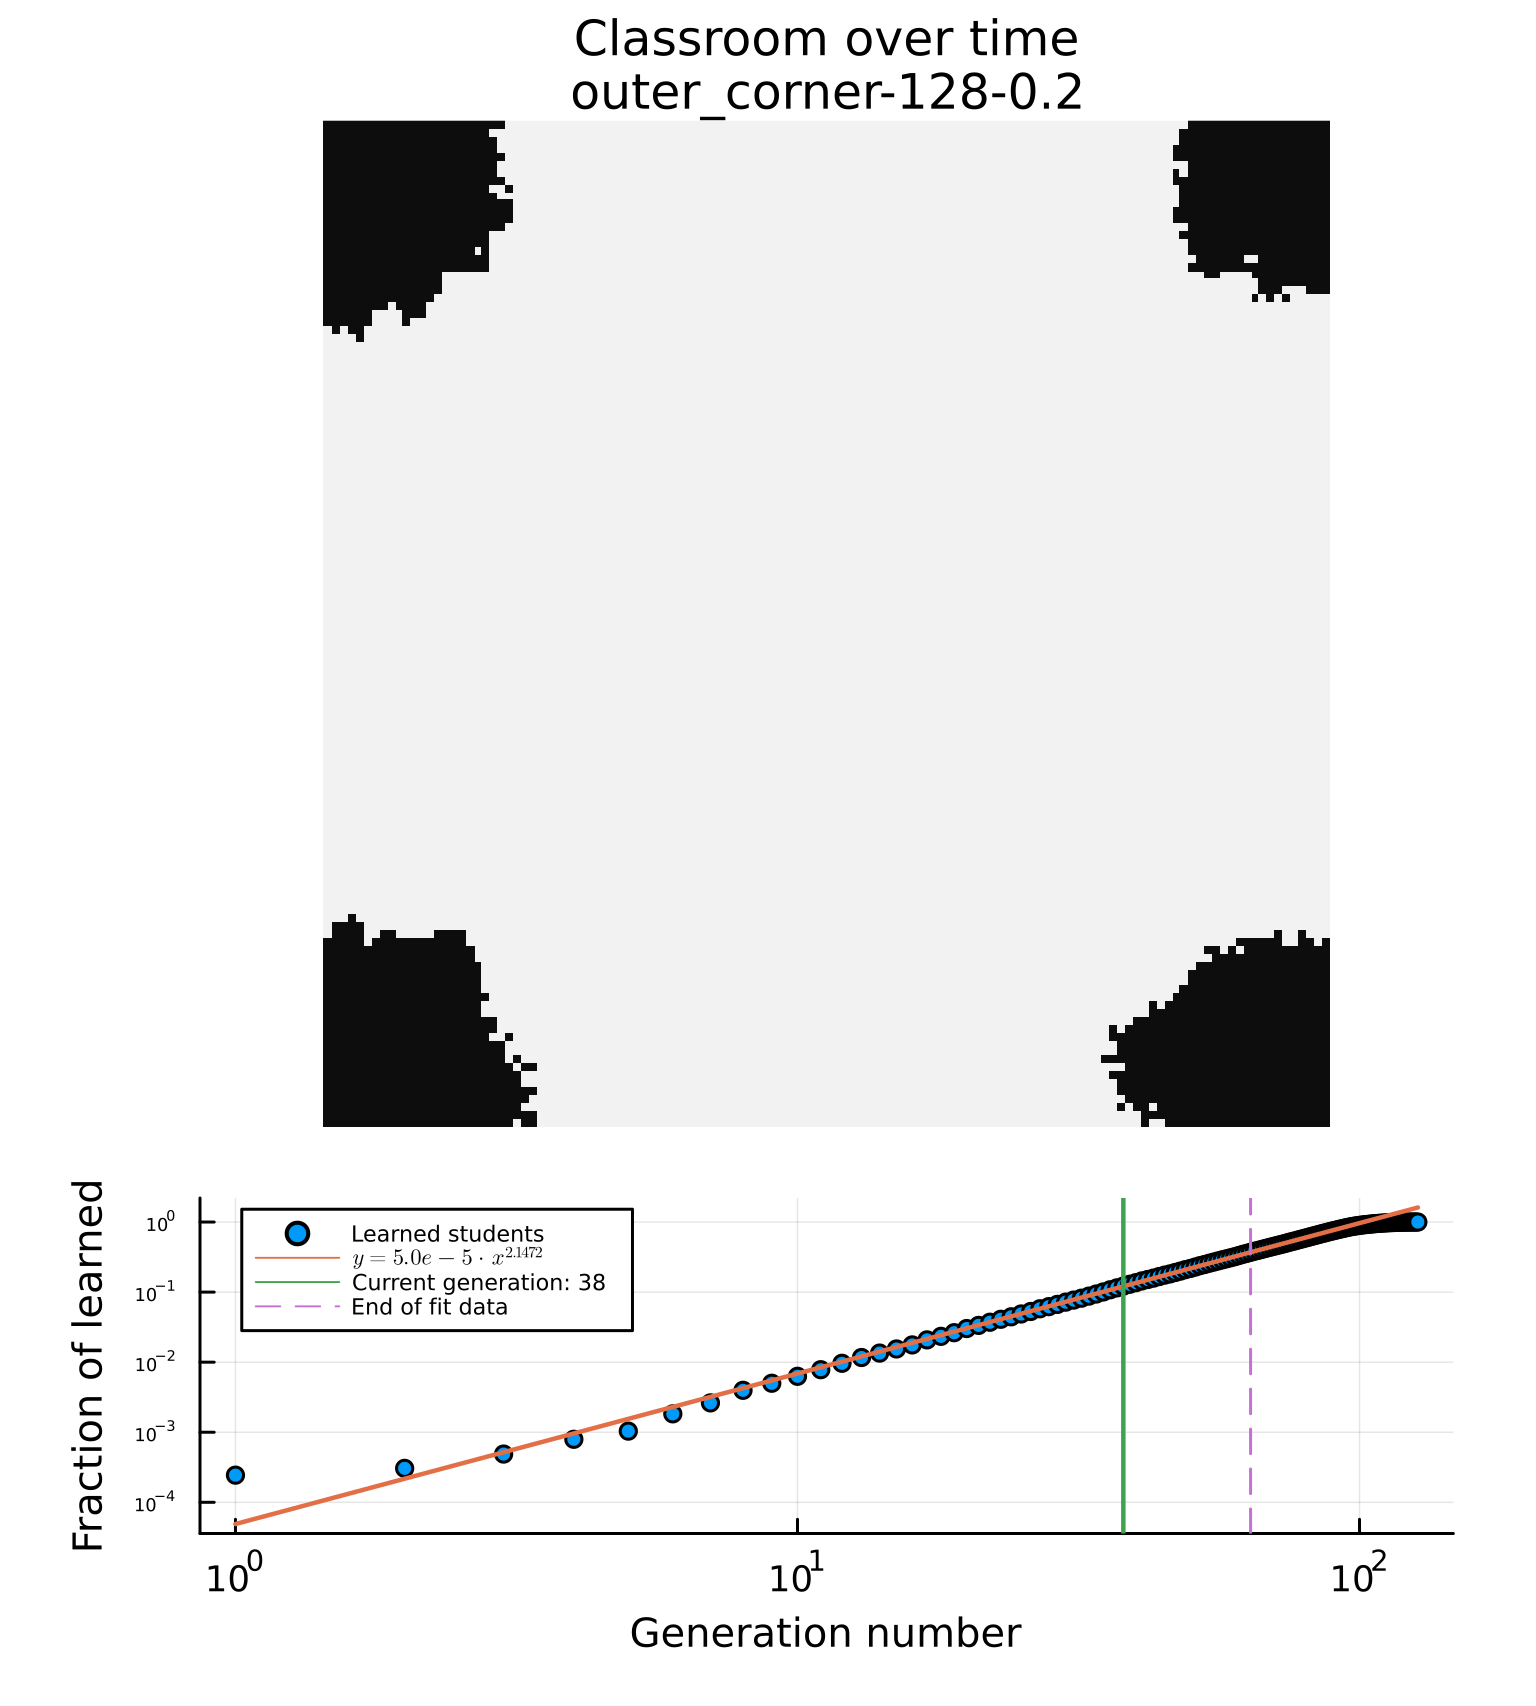 Classroom over time
outer_corner-128-0.2
Fraction of learned
10^0
10^-1
10^-2
10^-3
10^-4
Learned students
y = 5.0e − 5 · x^2.1472
Current generation: 38
End of fit data
10^0 10^1 10^2
Generation number